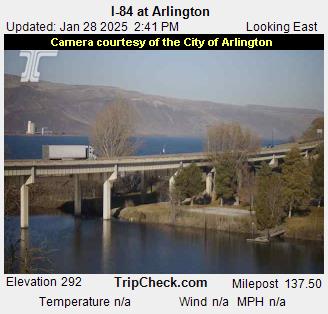 I-84 at Arlington
Updated: Jan 28 2025 2:41 PM Looking East
Camera courtesy of the City of Arlington
Elevation 292 TripCheck.com Milepost 137.50
Temperature n/a Wind n/a MPH n/a